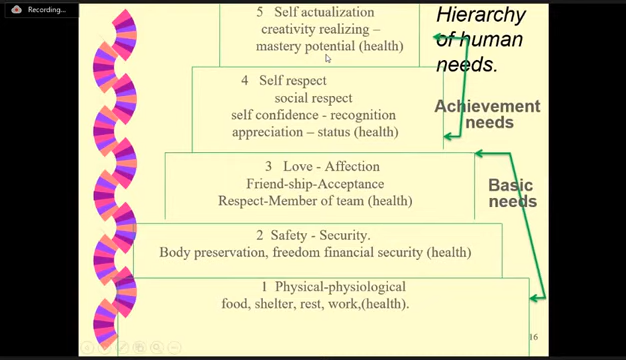 Recording...
5 Self actualization
creativity realizing –
mastery potential (health)
Hierarchy
of human
needs.
4 Self respect
social respect
self confidence - recognition
appreciation – status (health)
Achievement
needs
3 Love - Affection
Friend-ship-Acceptance
Respect-Member of team (health)
Basic
needs
2 Safety - Security.
Body preservation, freedom financial security (health)
1 Physical-physiological
food, shelter, rest, work,(health).
16